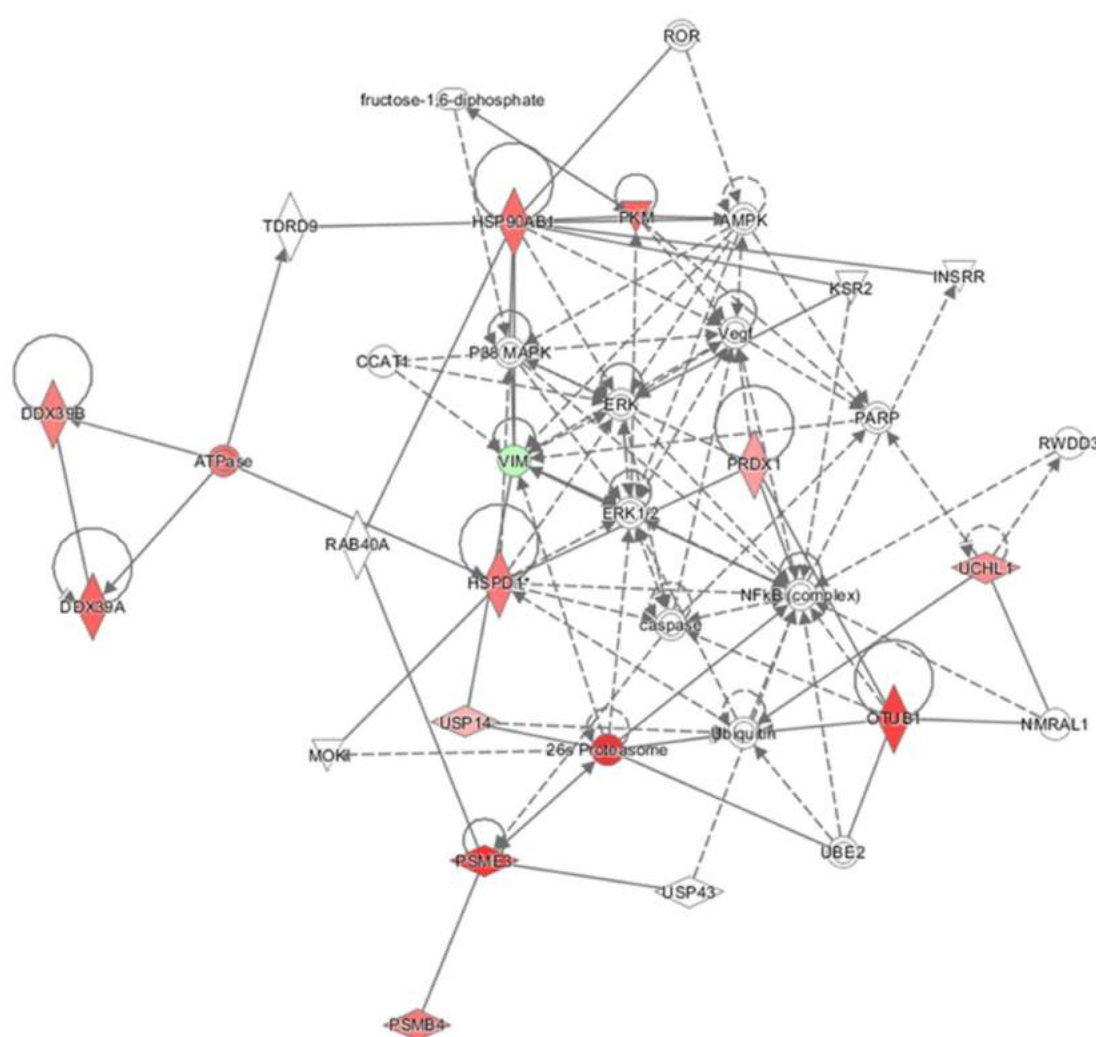 ROR
fructose-1,6-diphosphate
TDRD9
HSP90AB1
PKM
AMPK
KSR2
INSRR
CCAT1
P38 MAPK
Vegf
ERK
PARP
DDX39B
ATPase
VIM
PRDX1
RWDD3
ERK1/2
RAB40A
DDX39A
HSPD1*
caspase
NFkB (complex)
UCHL1
USP14
MOK
26s Proteasome
Ubiquitin
OTUB1
NMRAL1
PSME3
USP43
UBE2
PSMB4